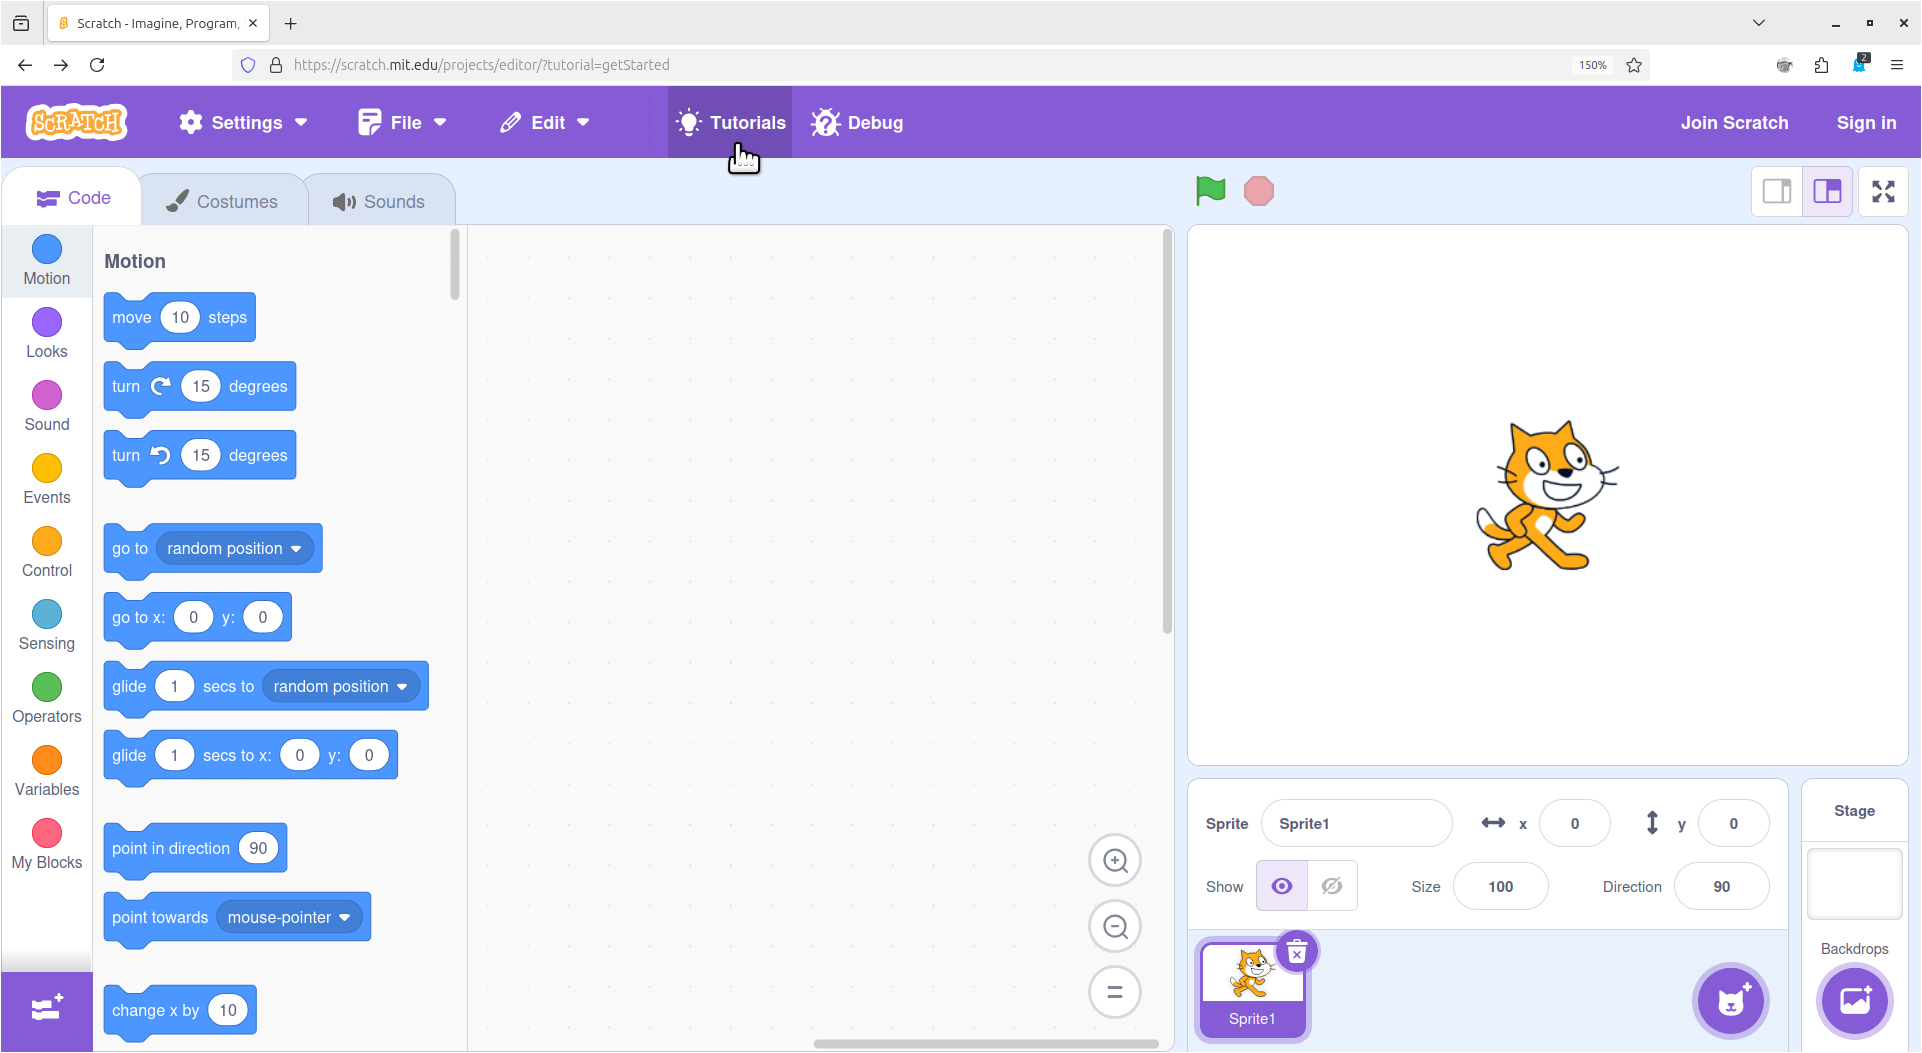 Scratch - Imagine, Program,
https://scratch.mit.edu/projects/editor/?tutorial=getStarted
150%
2
SCRATCH
Settings
File
Edit
Tutorials
Debug
Join Scratch
Sign in
Code
Costumes
Sounds
Motion
Looks
Sound
Events
Control
Sensing
Operators
Variables
My Blocks
Motion
move 10 steps
turn 15 degrees
turn 15 degrees
go to random position
go to x: 0 y: 0
glide 1 secs to random position
glide 1 secs to x: 0 y: 0
point in direction 90
point towards mouse-pointer
change x by 10
Sprite Sprite1 x 0 y 0
Show Size 100 Direction 90
Sprite1
Stage
Backdrops